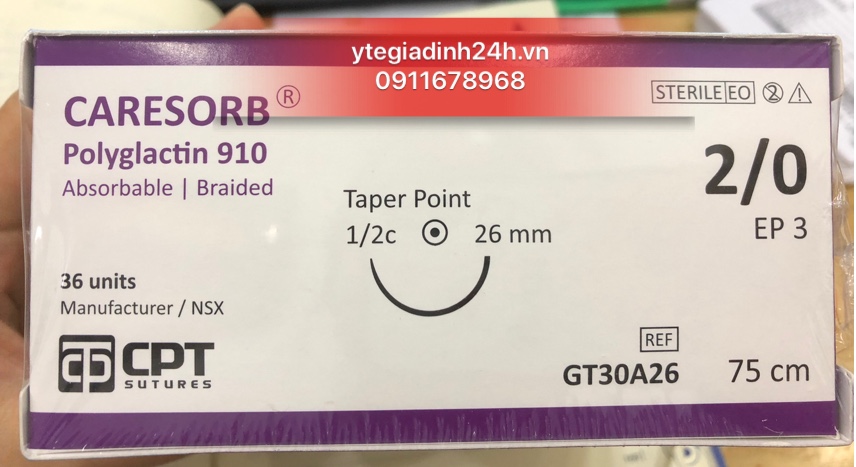 ytegiadinh24h.vn
0911678968
CARESORB®
Polyglactin 910
Absorbable | Braided
STERILE EO
2/0
EP 3
Taper Point
1/2c 26 mm
36 units
Manufacturer / NSX
CPT
SUTURES
REF
GT30A26
75 cm